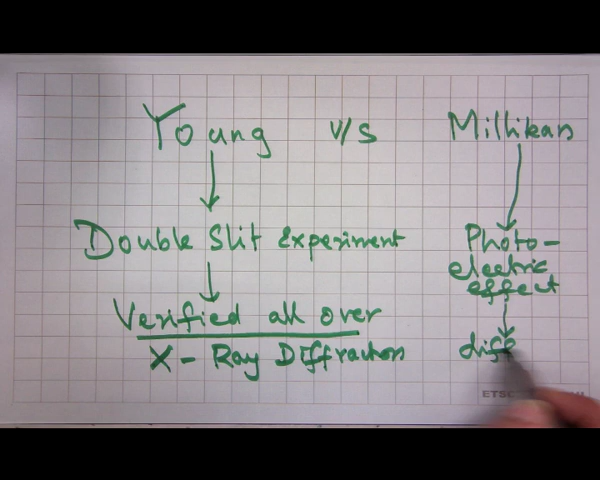 Young v/s Millikan
Double Slit Experiment
Photo-
electric
effect
Verified all over
X - Ray Diffraction
diff